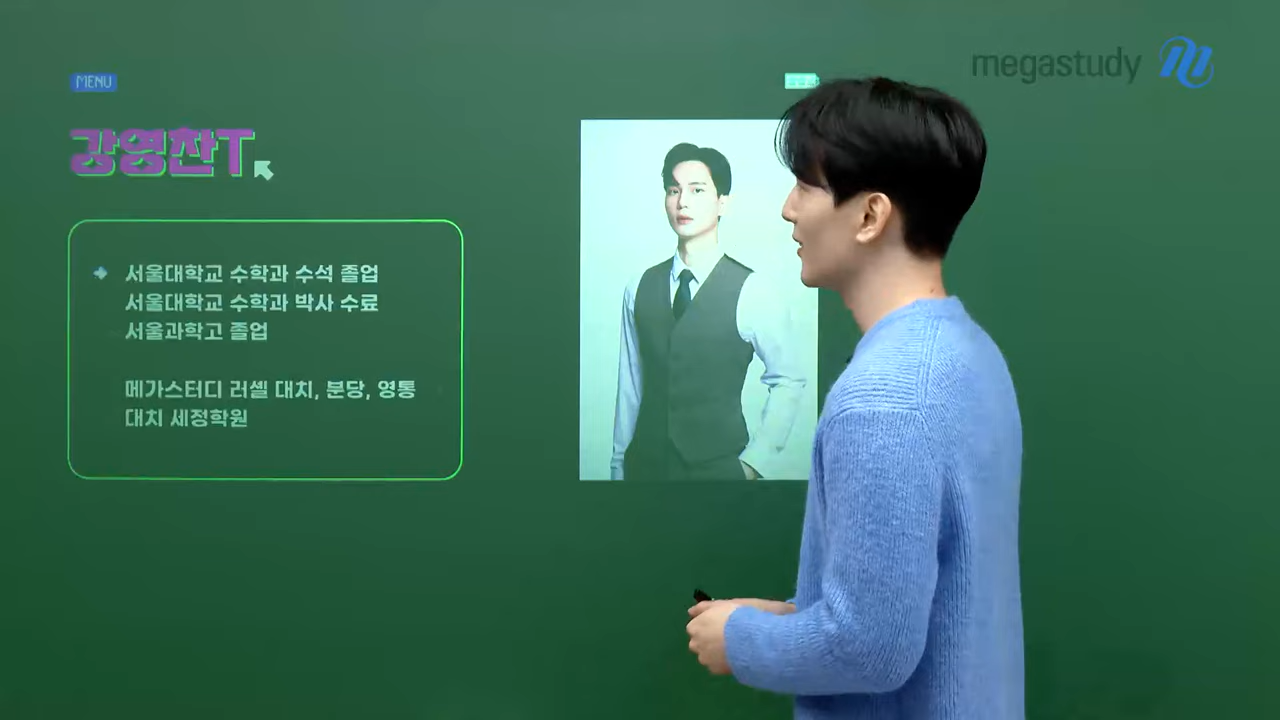 megastudy
MENU
강영찬T
서울대학교 수학과 수석 졸업
서울대학교 수학과 박사 수료
서울과학고 졸업
메가스터디 러셀 대치, 분당, 영통
대치 세정학원